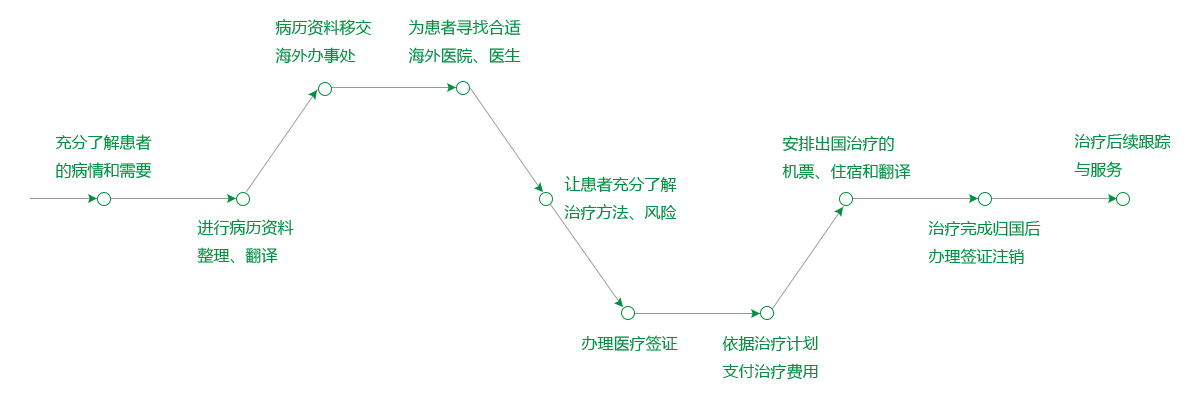 充分了解患者
的病情和需要
进行病历资料
整理、翻译
病历资料移交
海外办事处
为患者寻找合适
海外医院、医生
让患者充分了解
治疗方法、风险
办理医疗签证
依据治疗计划
支付治疗费用
安排出国治疗的
机票、住宿和翻译
治疗完成归国后
办理签证注销
治疗后续跟踪
与服务